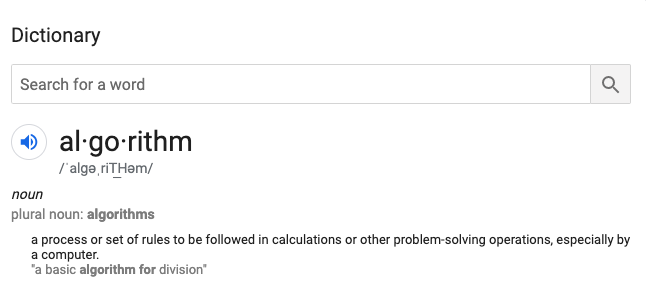 Dictionary
Search for a word
al·go·rithm
/ˈalɡəˌriT͟Həm/
noun
plural noun: algorithms
a process or set of rules to be followed in calculations or other problem-solving operations, especially by
a computer.
"a basic algorithm for division"